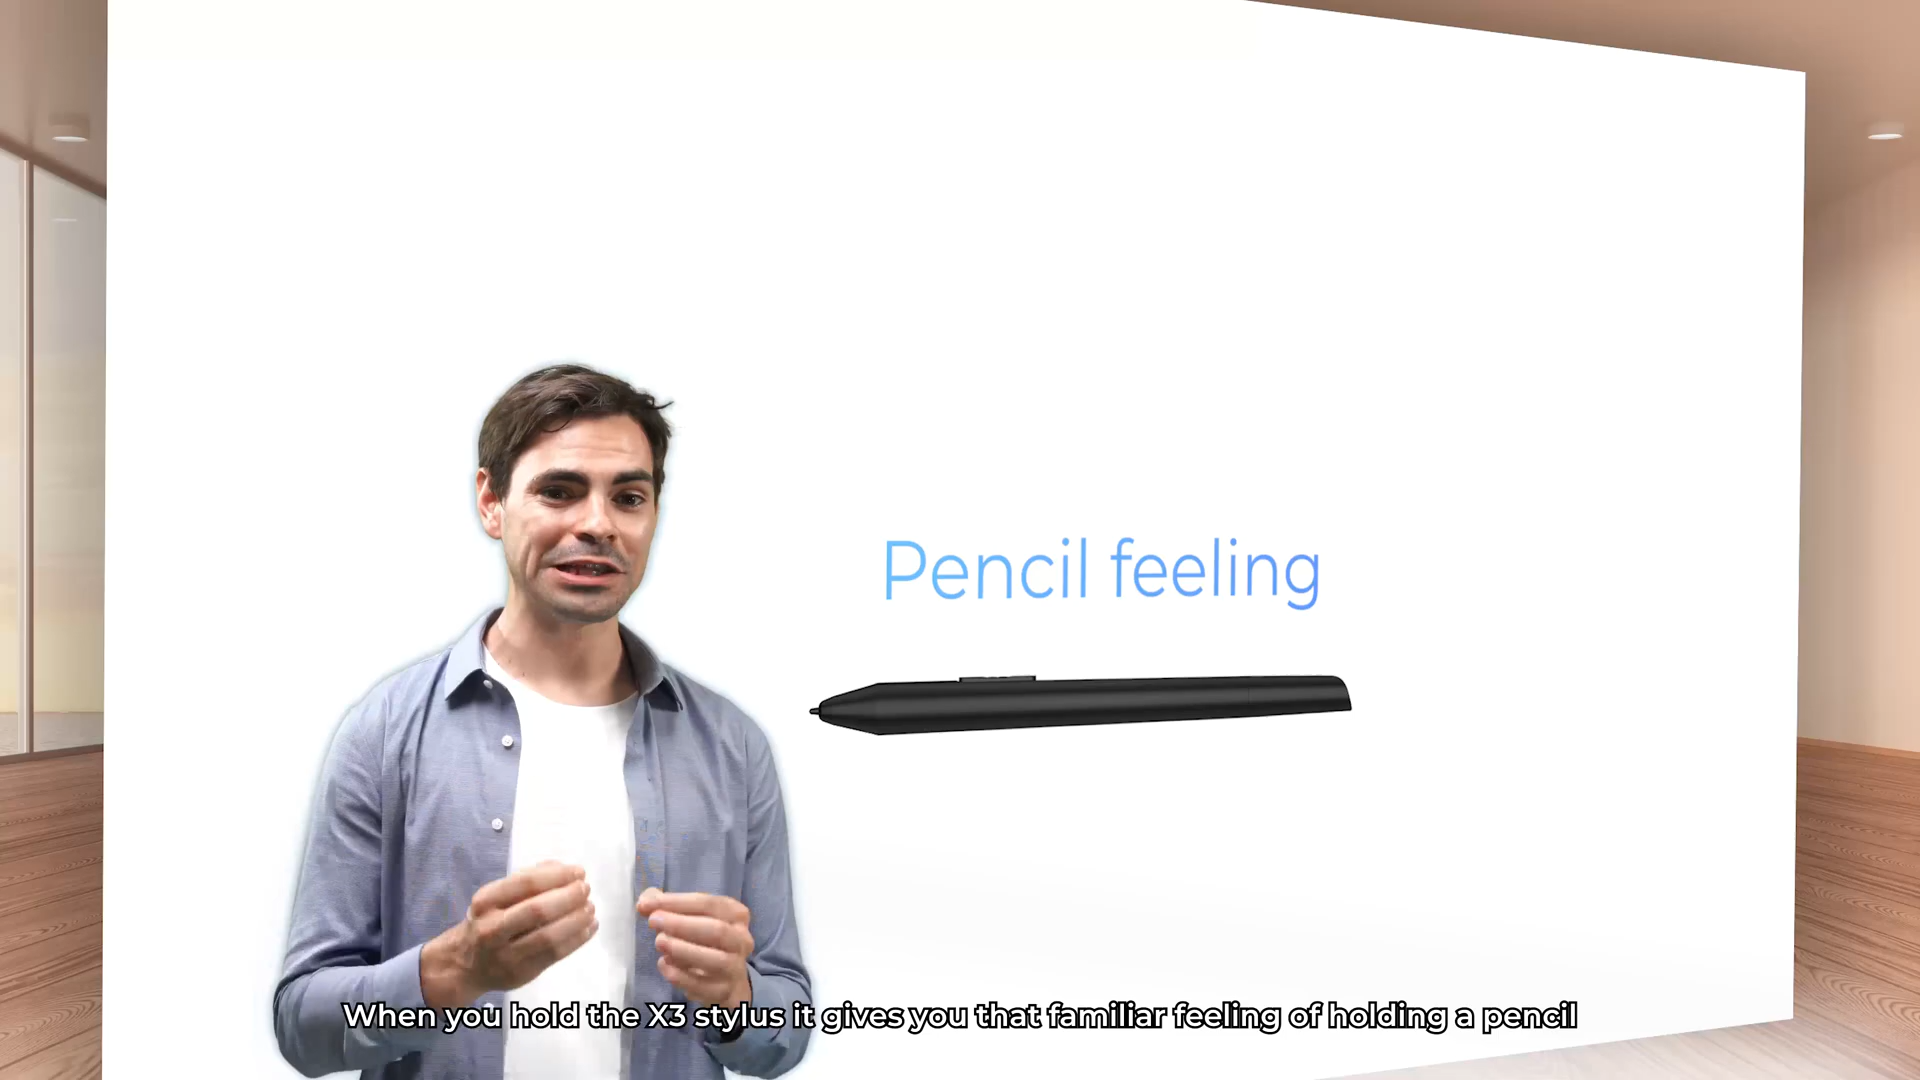 Pencil feeling
When you hold the X3 stylus it gives you that familiar feeling of holding a pencil